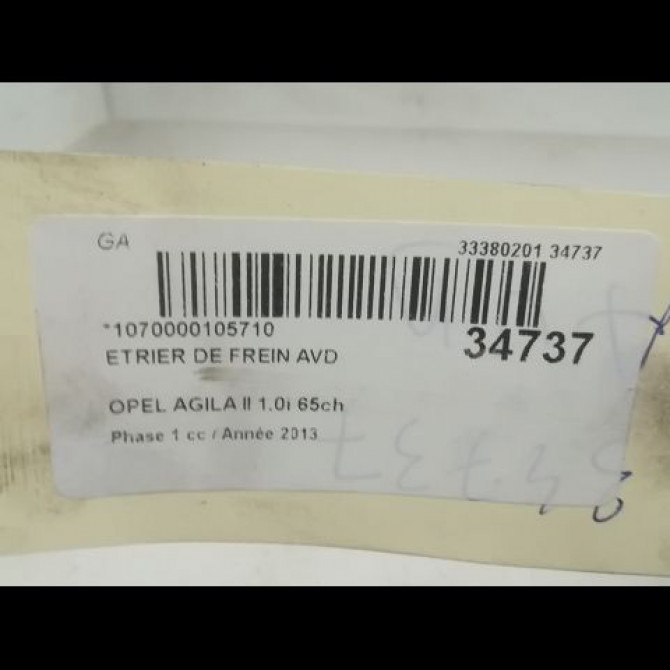 GA 33380201 34737
*1070000105710 34737
ETRIER DE FREIN AVD
OPEL AGILA II 1.0i 65ch
Phase 1 cc / Année 2013